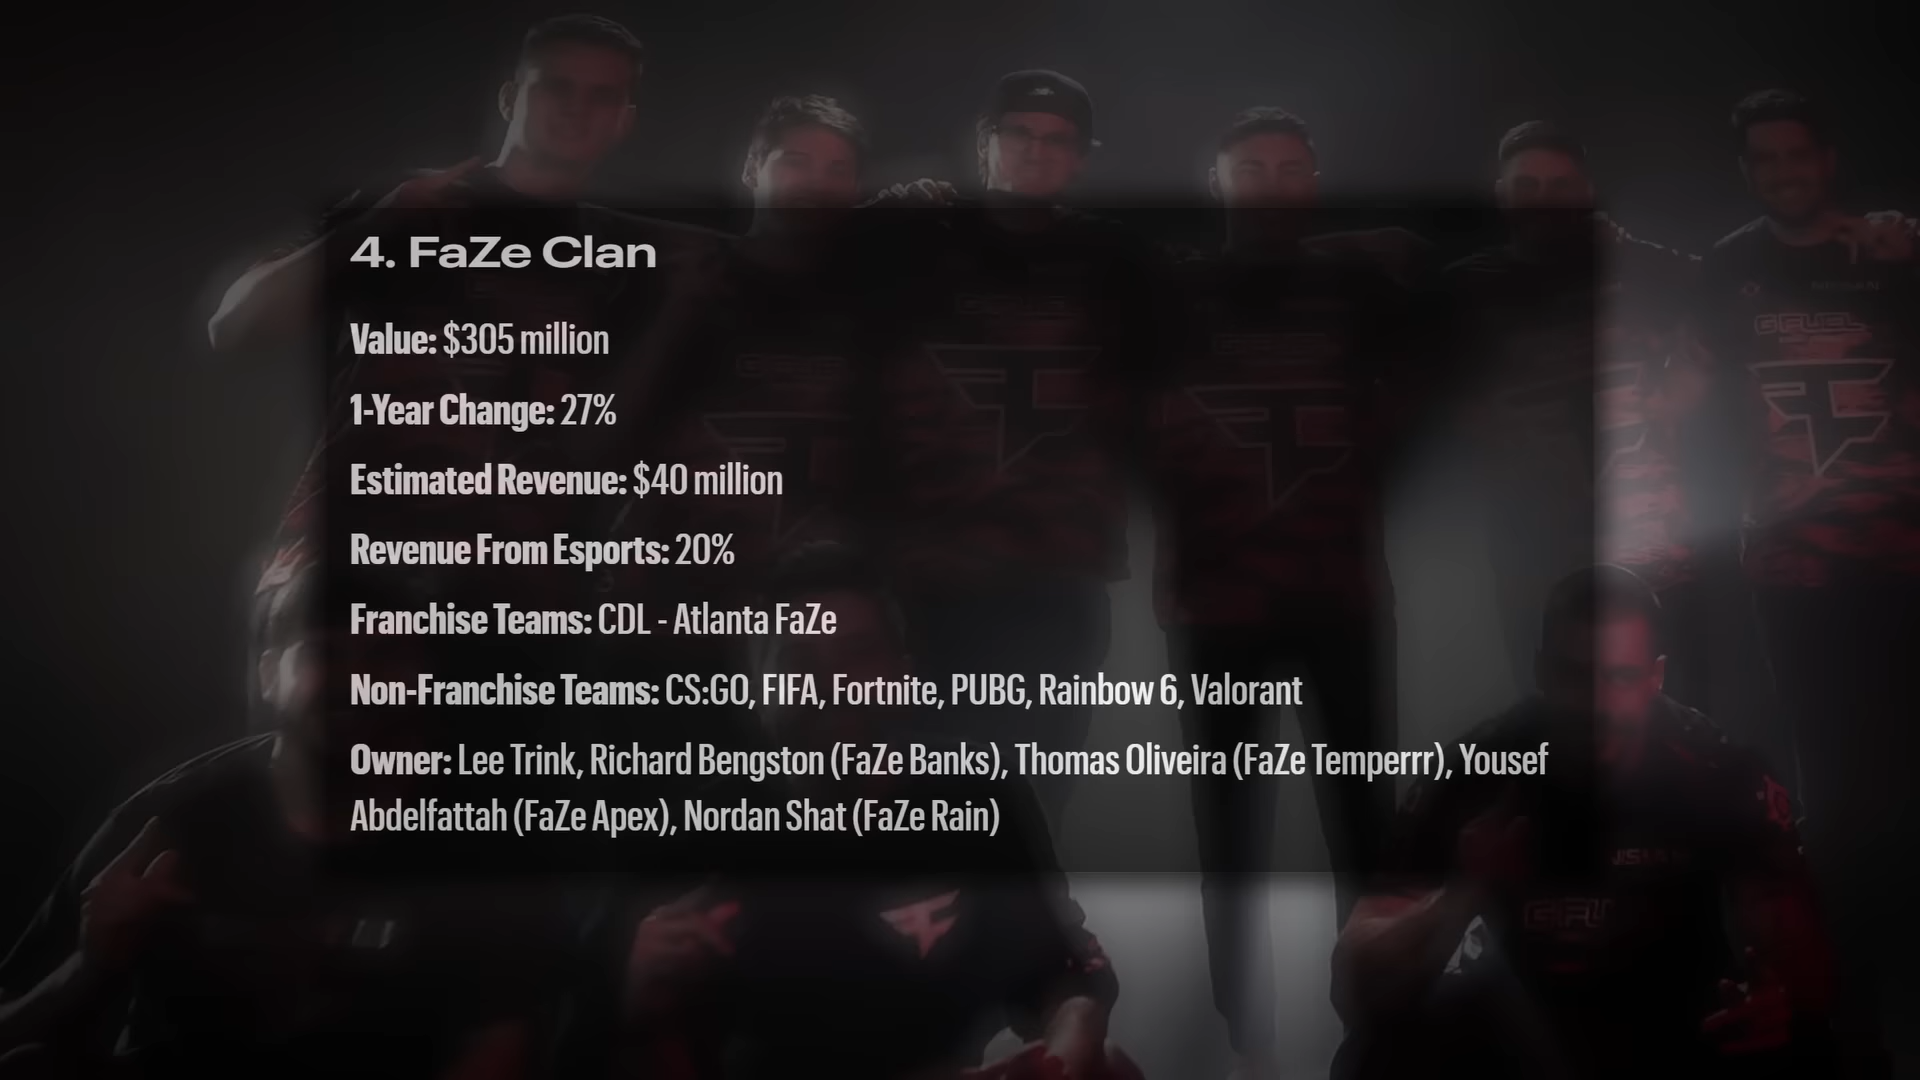 4. FaZe Clan
Value: $305 million
1-Year Change: 27%
Estimated Revenue: $40 million
Revenue From Esports: 20%
Franchise Teams: CDL - Atlanta FaZe
Non-Franchise Teams: CS:GO, FIFA, Fortnite, PUBG, Rainbow 6, Valorant
Owner: Lee Trink, Richard Bengston (FaZe Banks), Thomas Oliveira (FaZe Temperrr), Yousef
Abdelfattah (FaZe Apex), Nordan Shat (FaZe Rain)
NISSAN
GFUEL